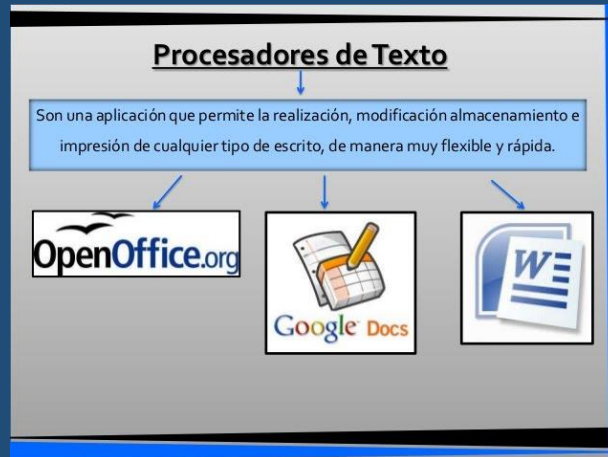 Procesadores de Texto
Son una aplicación que permite la realización, modificación almacenamiento e
impresión de cualquier tipo de escrito, de manera muy flexible y rápida.
OpenOffice.org
Google Docs
W